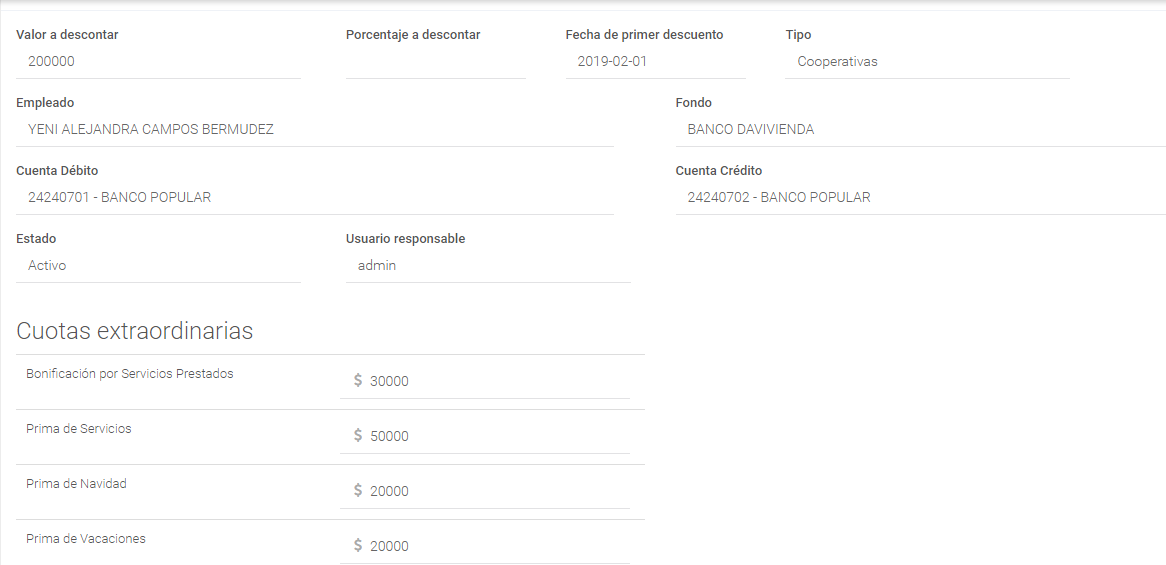 Valor a descontar Porcentaje a descontar Fecha de primer descuento Tipo
200000 2019-02-01 Cooperativas
Empleado Fondo
YENI ALEJANDRA CAMPOS BERMUDEZ BANCO DAVIVIENDA
Cuenta Débito Cuenta Crédito
24240701 - BANCO POPULAR 24240702 - BANCO POPULAR
Estado Usuario responsable
Activo admin
Cuotas extraordinarias
Bonificación por Servicios Prestados $ 30000
Prima de Servicios $ 50000
Prima de Navidad $ 20000
Prima de Vacaciones $ 20000